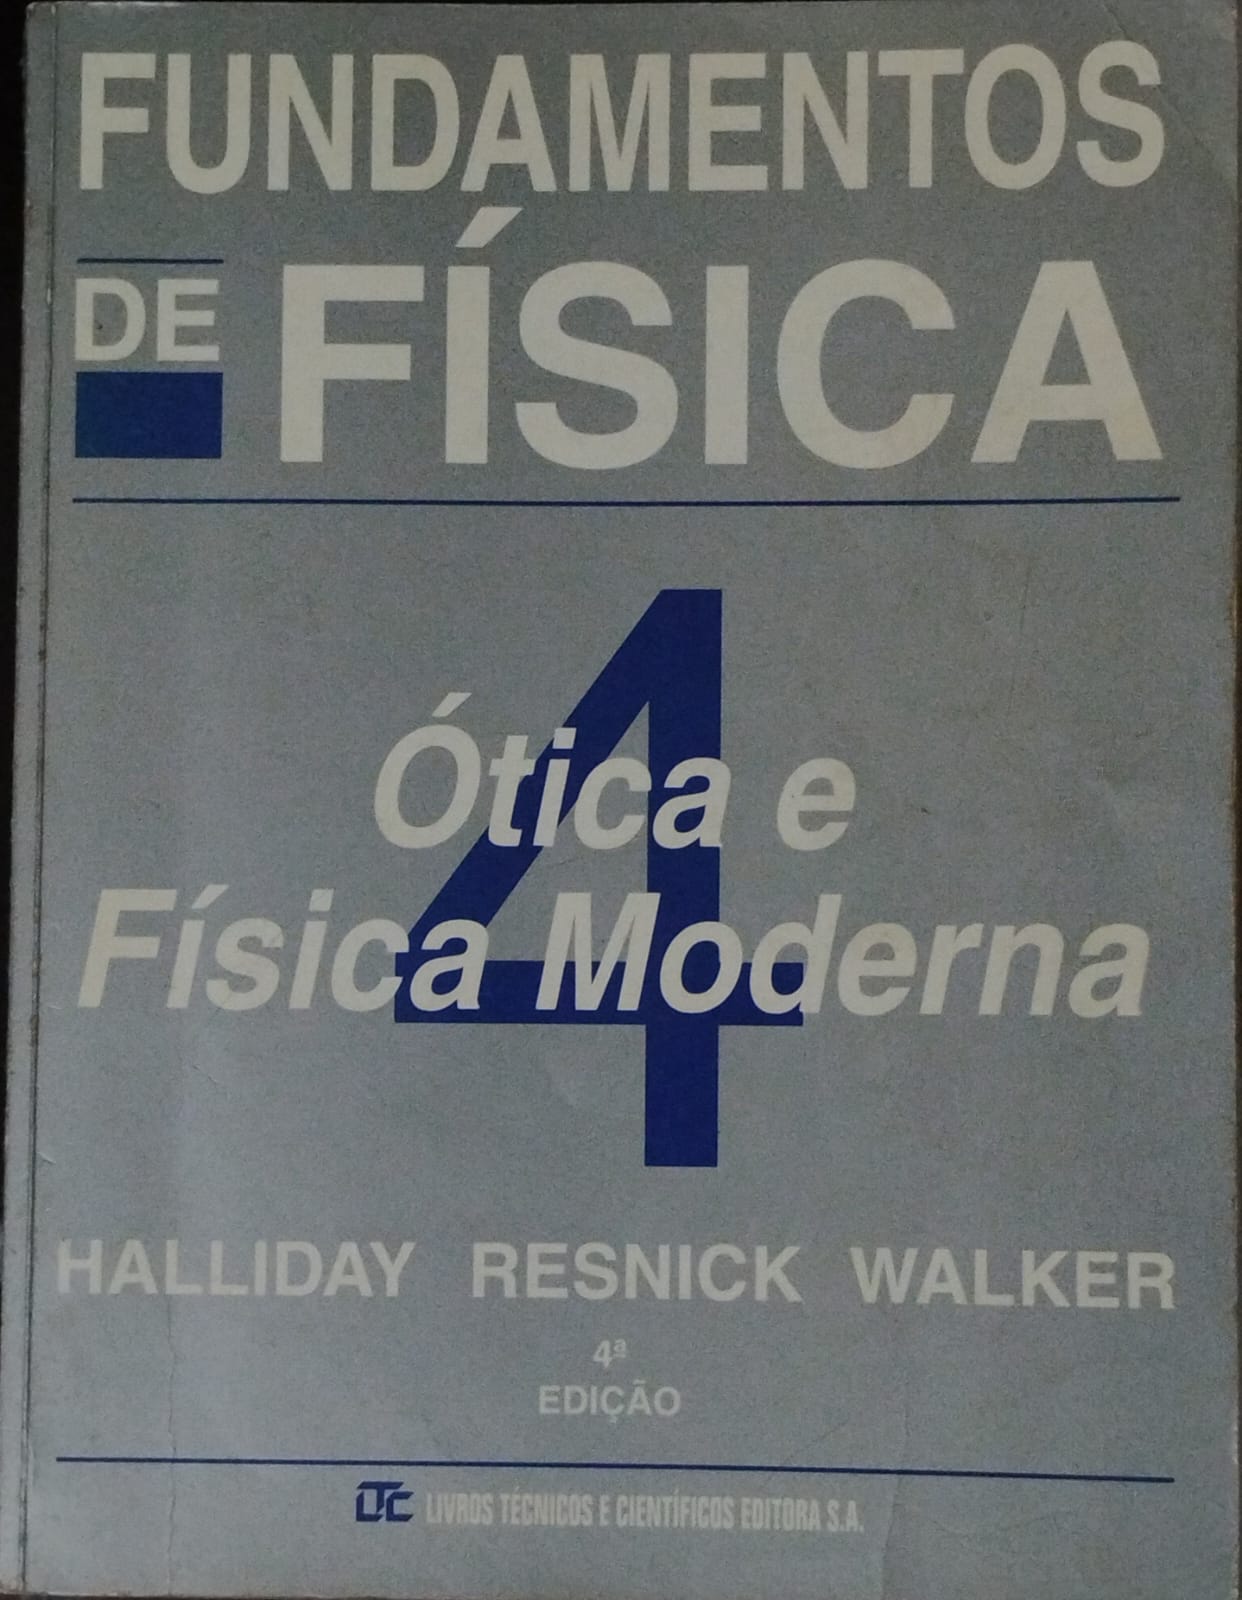 FUNDAMENTOS
DE FÍSICA
4
Ótica e
Física Moderna
HALLIDAY RESNICK WALKER
4ª
EDIÇÃO
LTC LIVROS TÉCNICOS E CIENTÍFICOS EDITORA S.A.